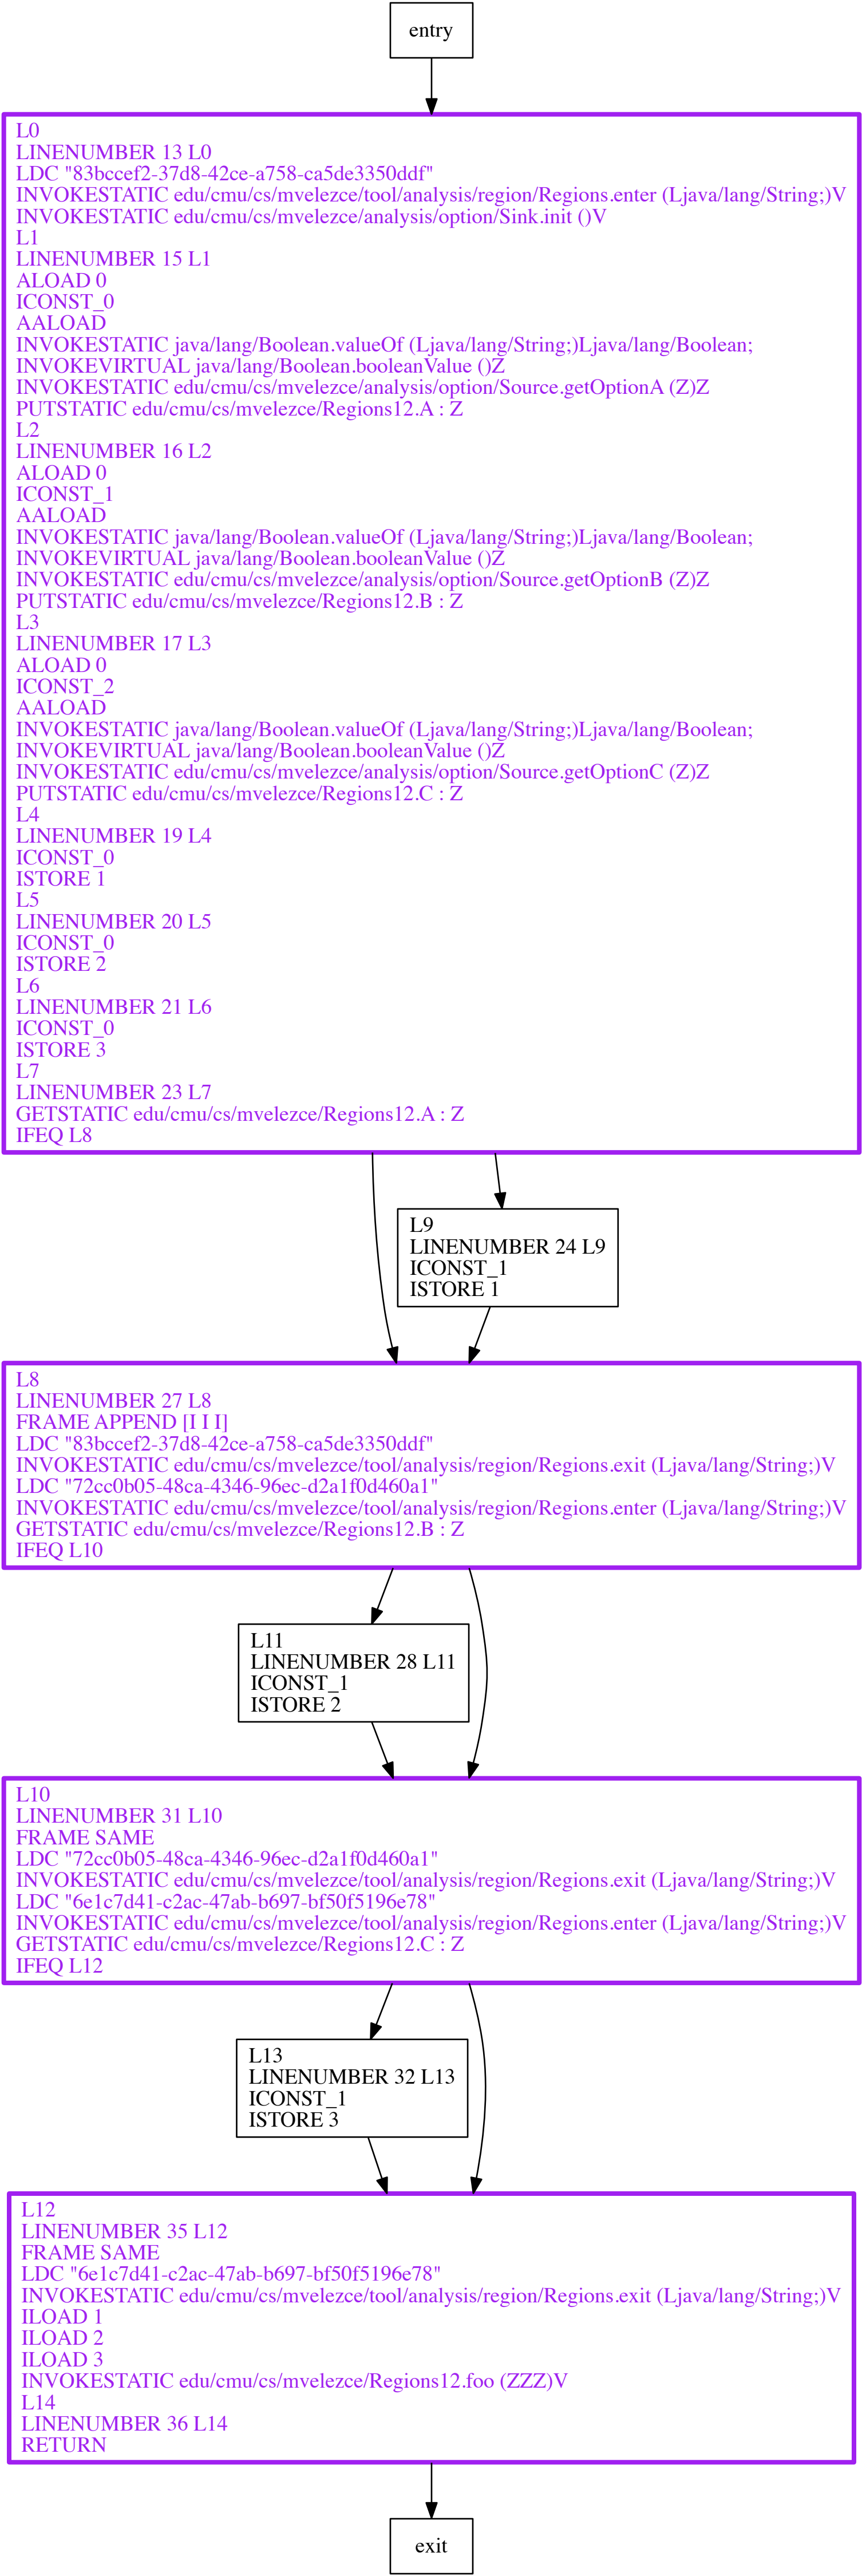 entry
L0
LINENUMBER 13 L0
LDC "83bccef2-37d8-42ce-a758-ca5de3350ddf"
INVOKESTATIC edu/cmu/cs/mvelezce/tool/analysis/region/Regions.enter (Ljava/lang/String;)V
INVOKESTATIC edu/cmu/cs/mvelezce/analysis/option/Sink.init ()V
L1
LINENUMBER 15 L1
ALOAD 0
ICONST_0
AALOAD
INVOKESTATIC java/lang/Boolean.valueOf (Ljava/lang/String;)Ljava/lang/Boolean;
INVOKEVIRTUAL java/lang/Boolean.booleanValue ()Z
INVOKESTATIC edu/cmu/cs/mvelezce/analysis/option/Source.getOptionA (Z)Z
PUTSTATIC edu/cmu/cs/mvelezce/Regions12.A : Z
L2
LINENUMBER 16 L2
ALOAD 0
ICONST_1
AALOAD
INVOKESTATIC java/lang/Boolean.valueOf (Ljava/lang/String;)Ljava/lang/Boolean;
INVOKEVIRTUAL java/lang/Boolean.booleanValue ()Z
INVOKESTATIC edu/cmu/cs/mvelezce/analysis/option/Source.getOptionB (Z)Z
PUTSTATIC edu/cmu/cs/mvelezce/Regions12.B : Z
L3
LINENUMBER 17 L3
ALOAD 0
ICONST_2
AALOAD
INVOKESTATIC java/lang/Boolean.valueOf (Ljava/lang/String;)Ljava/lang/Boolean;
INVOKEVIRTUAL java/lang/Boolean.booleanValue ()Z
INVOKESTATIC edu/cmu/cs/mvelezce/analysis/option/Source.getOptionC (Z)Z
PUTSTATIC edu/cmu/cs/mvelezce/Regions12.C : Z
L4
LINENUMBER 19 L4
ICONST_0
ISTORE 1
L5
LINENUMBER 20 L5
ICONST_0
ISTORE 2
L6
LINENUMBER 21 L6
ICONST_0
ISTORE 3
L7
LINENUMBER 23 L7
GETSTATIC edu/cmu/cs/mvelezce/Regions12.A : Z
IFEQ L8
L9
LINENUMBER 24 L9
ICONST_1
ISTORE 1
L8
LINENUMBER 27 L8
FRAME APPEND [I I I]
LDC "83bccef2-37d8-42ce-a758-ca5de3350ddf"
INVOKESTATIC edu/cmu/cs/mvelezce/tool/analysis/region/Regions.exit (Ljava/lang/String;)V
LDC "72cc0b05-48ca-4346-96ec-d2a1f0d460a1"
INVOKESTATIC edu/cmu/cs/mvelezce/tool/analysis/region/Regions.enter (Ljava/lang/String;)V
GETSTATIC edu/cmu/cs/mvelezce/Regions12.B : Z
IFEQ L10
L11
LINENUMBER 28 L11
ICONST_1
ISTORE 2
L10
LINENUMBER 31 L10
FRAME SAME
LDC "72cc0b05-48ca-4346-96ec-d2a1f0d460a1"
INVOKESTATIC edu/cmu/cs/mvelezce/tool/analysis/region/Regions.exit (Ljava/lang/String;)V
LDC "6e1c7d41-c2ac-47ab-b697-bf50f5196e78"
INVOKESTATIC edu/cmu/cs/mvelezce/tool/analysis/region/Regions.enter (Ljava/lang/String;)V
GETSTATIC edu/cmu/cs/mvelezce/Regions12.C : Z
IFEQ L12
L13
LINENUMBER 32 L13
ICONST_1
ISTORE 3
L12
LINENUMBER 35 L12
FRAME SAME
LDC "6e1c7d41-c2ac-47ab-b697-bf50f5196e78"
INVOKESTATIC edu/cmu/cs/mvelezce/tool/analysis/region/Regions.exit (Ljava/lang/String;)V
ILOAD 1
ILOAD 2
ILOAD 3
INVOKESTATIC edu/cmu/cs/mvelezce/Regions12.foo (ZZZ)V
L14
LINENUMBER 36 L14
RETURN
exit